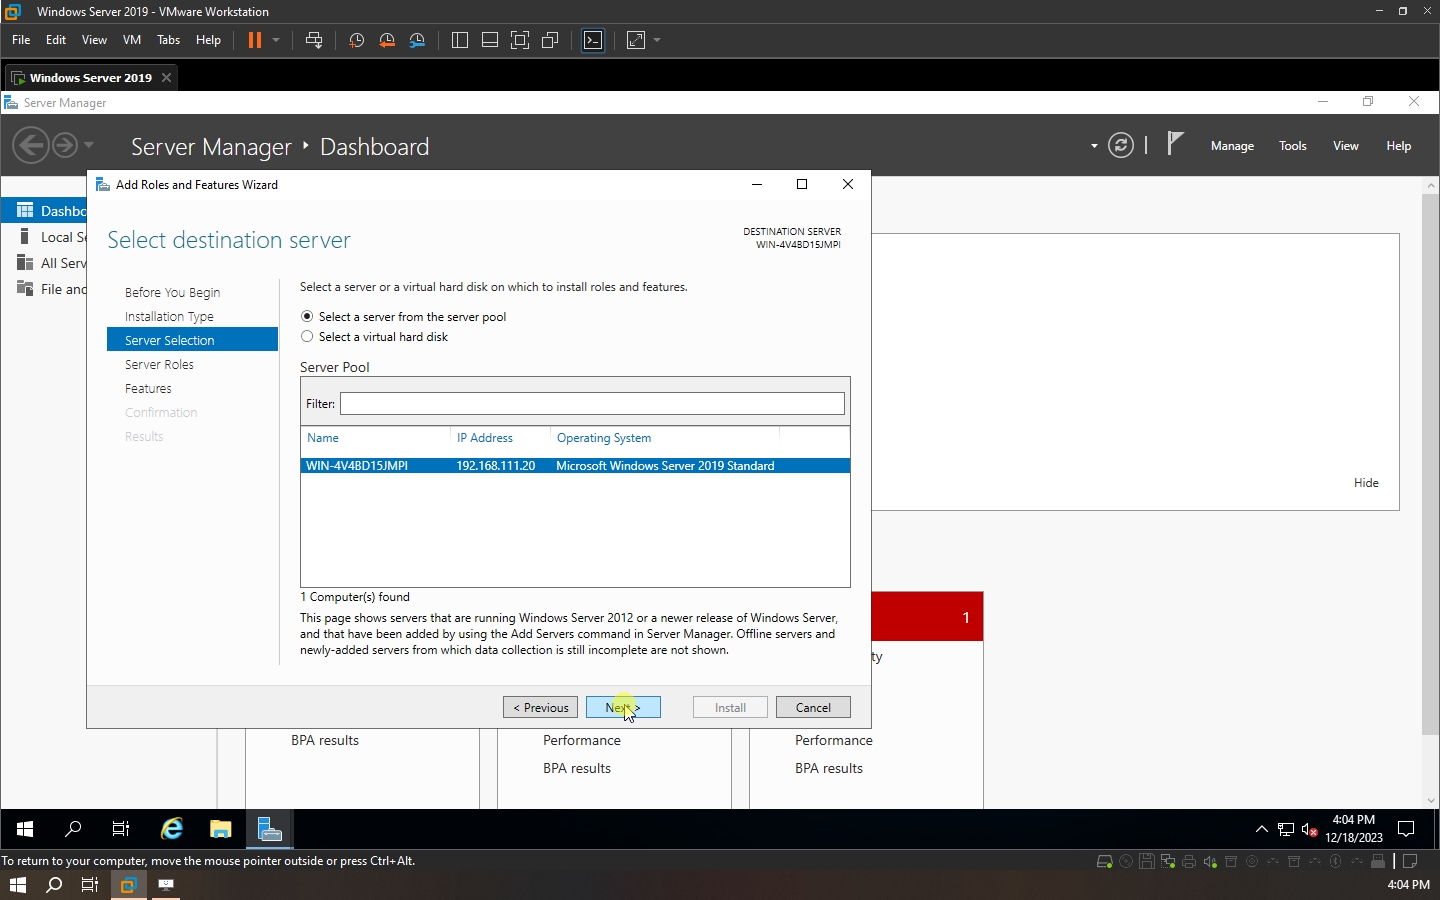 Windows Server 2019 - VMware Workstation
File Edit View VM Tabs Help
Windows Server 2019
Server Manager
Server Manager Dashboard
Manage Tools View Help
Add Roles and Features Wizard
Dashbo
Local Se
All Serv
File and
Select destination server
DESTINATION SERVER
WIN-4V4BD15JMPI
Before You Begin
Installation Type
Server Selection
Server Roles
Features
Confirmation
Results
Select a server or a virtual hard disk on which to install roles and features.
Select a server from the server pool
Select a virtual hard disk
Server Pool
Filter:
Name IP Address Operating System
WIN-4V4BD15JMPI 192.168.111.20 Microsoft Windows Server 2019 Standard
1 Computer(s) found
This page shows servers that are running Windows Server 2012 or a newer release of Windows Server,
and that have been added by using the Add Servers command in Server Manager. Offline servers and
newly-added servers from which data collection is still incomplete are not shown.
< Previous Next > Install Cancel
Hide
1
ty
BPA results
Performance
BPA results
Performance
BPA results
4:04 PM
12/18/2023
To return to your computer, move the mouse pointer outside or press Ctrl+Alt.
4:04 PM